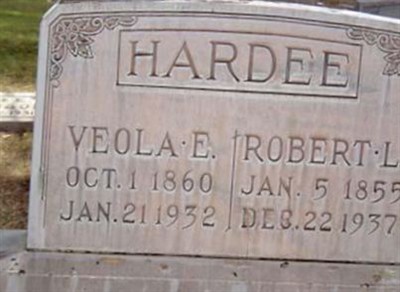 HARDEE
VEOLA·E.
OCT. 1 1860
JAN. 21 1932
ROBERT·L
JAN. 5 1855
DEC. 22 1937